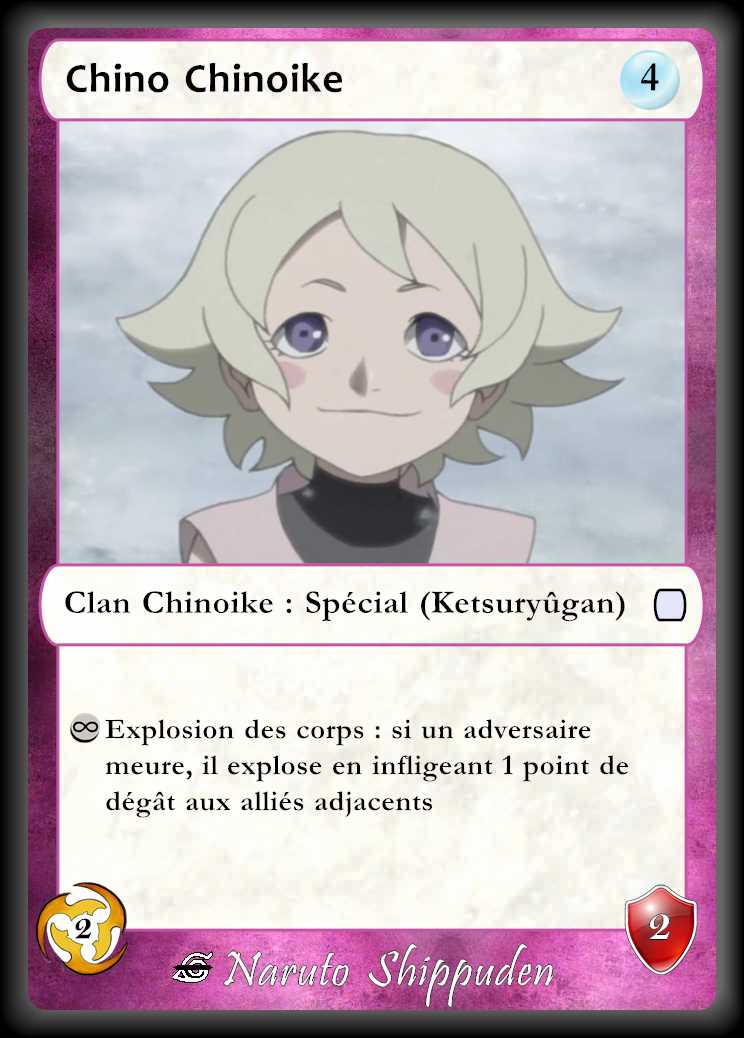 Chino Chinoike
4
Clan Chinoike : Spécial (Ketsuryûgan)
∞ Explosion des corps : si un adversaire
meure, il explose en infligeant 1 point de
dégât aux alliés adjacents
2
2
Naruto Shippuden